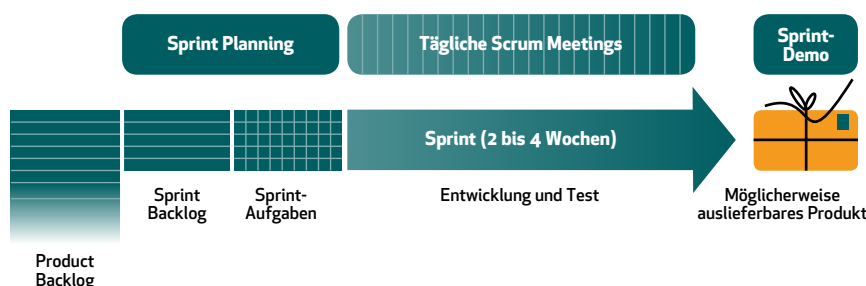 Sprint Planning
Tägliche Scrum Meetings
Sprint-
Demo
Sprint (2 bis 4 Wochen)
Sprint
Backlog
Sprint-
Aufgaben
Entwicklung und Test
Möglicherweise
auslieferbares Produkt
Product
Backlog